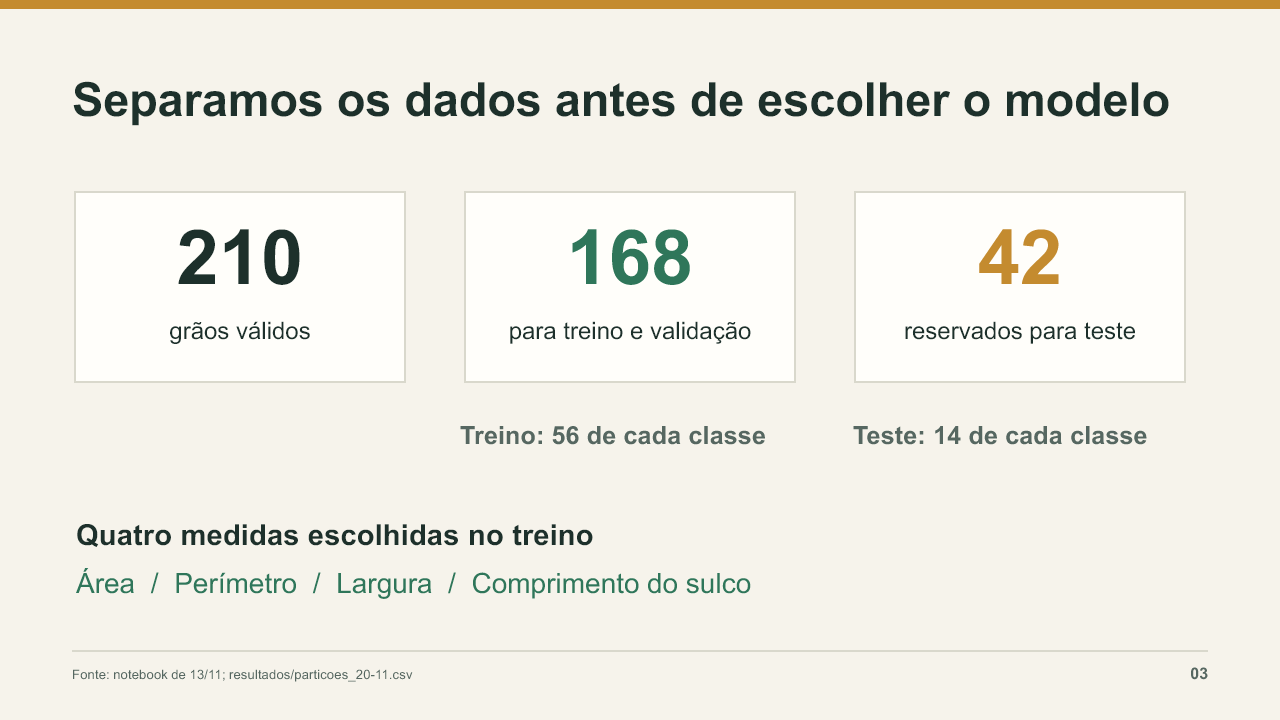 Separamos os dados antes de escolher o modelo
210
grãos válidos
168
para treino e validação
42
reservados para teste
Treino: 56 de cada classe
Teste: 14 de cada classe
Quatro medidas escolhidas no treino
Área / Perímetro / Largura / Comprimento do sulco
Fonte: notebook de 13/11; resultados/particoes_20-11.csv
03